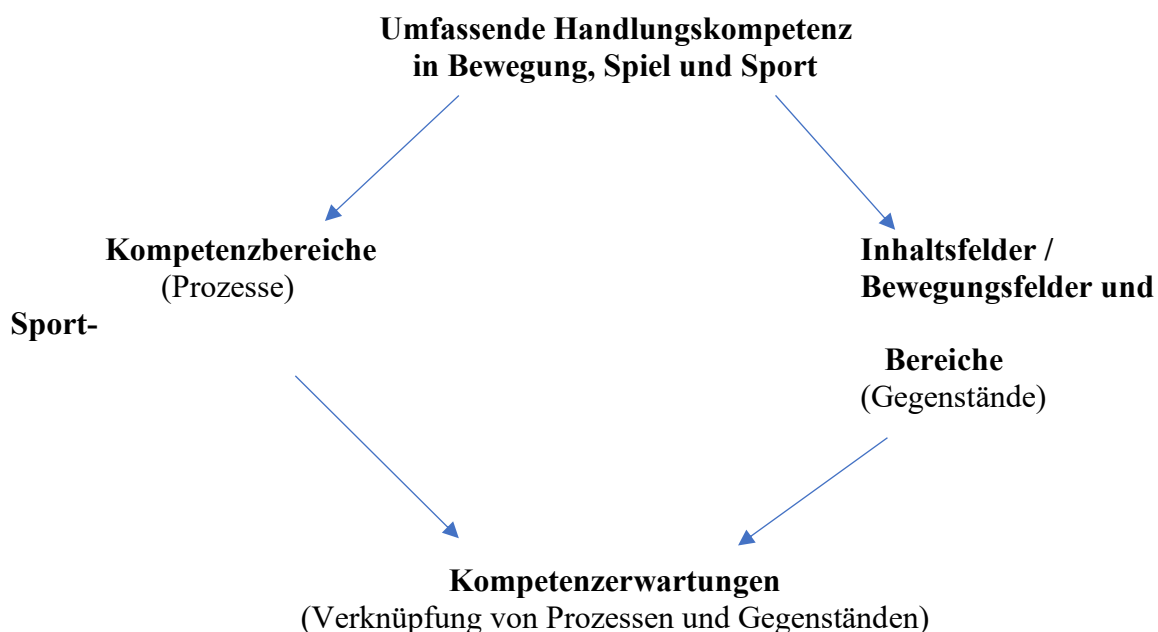 Umfassende Handlungskompetenz
in Bewegung, Spiel und Sport
Kompetenzbereiche
(Prozesse)
Inhaltsfelder /
Bewegungsfelder und
Sport-
Bereiche
(Gegenstände)
Kompetenzerwartungen
(Verknüpfung von Prozessen und Gegenständen)